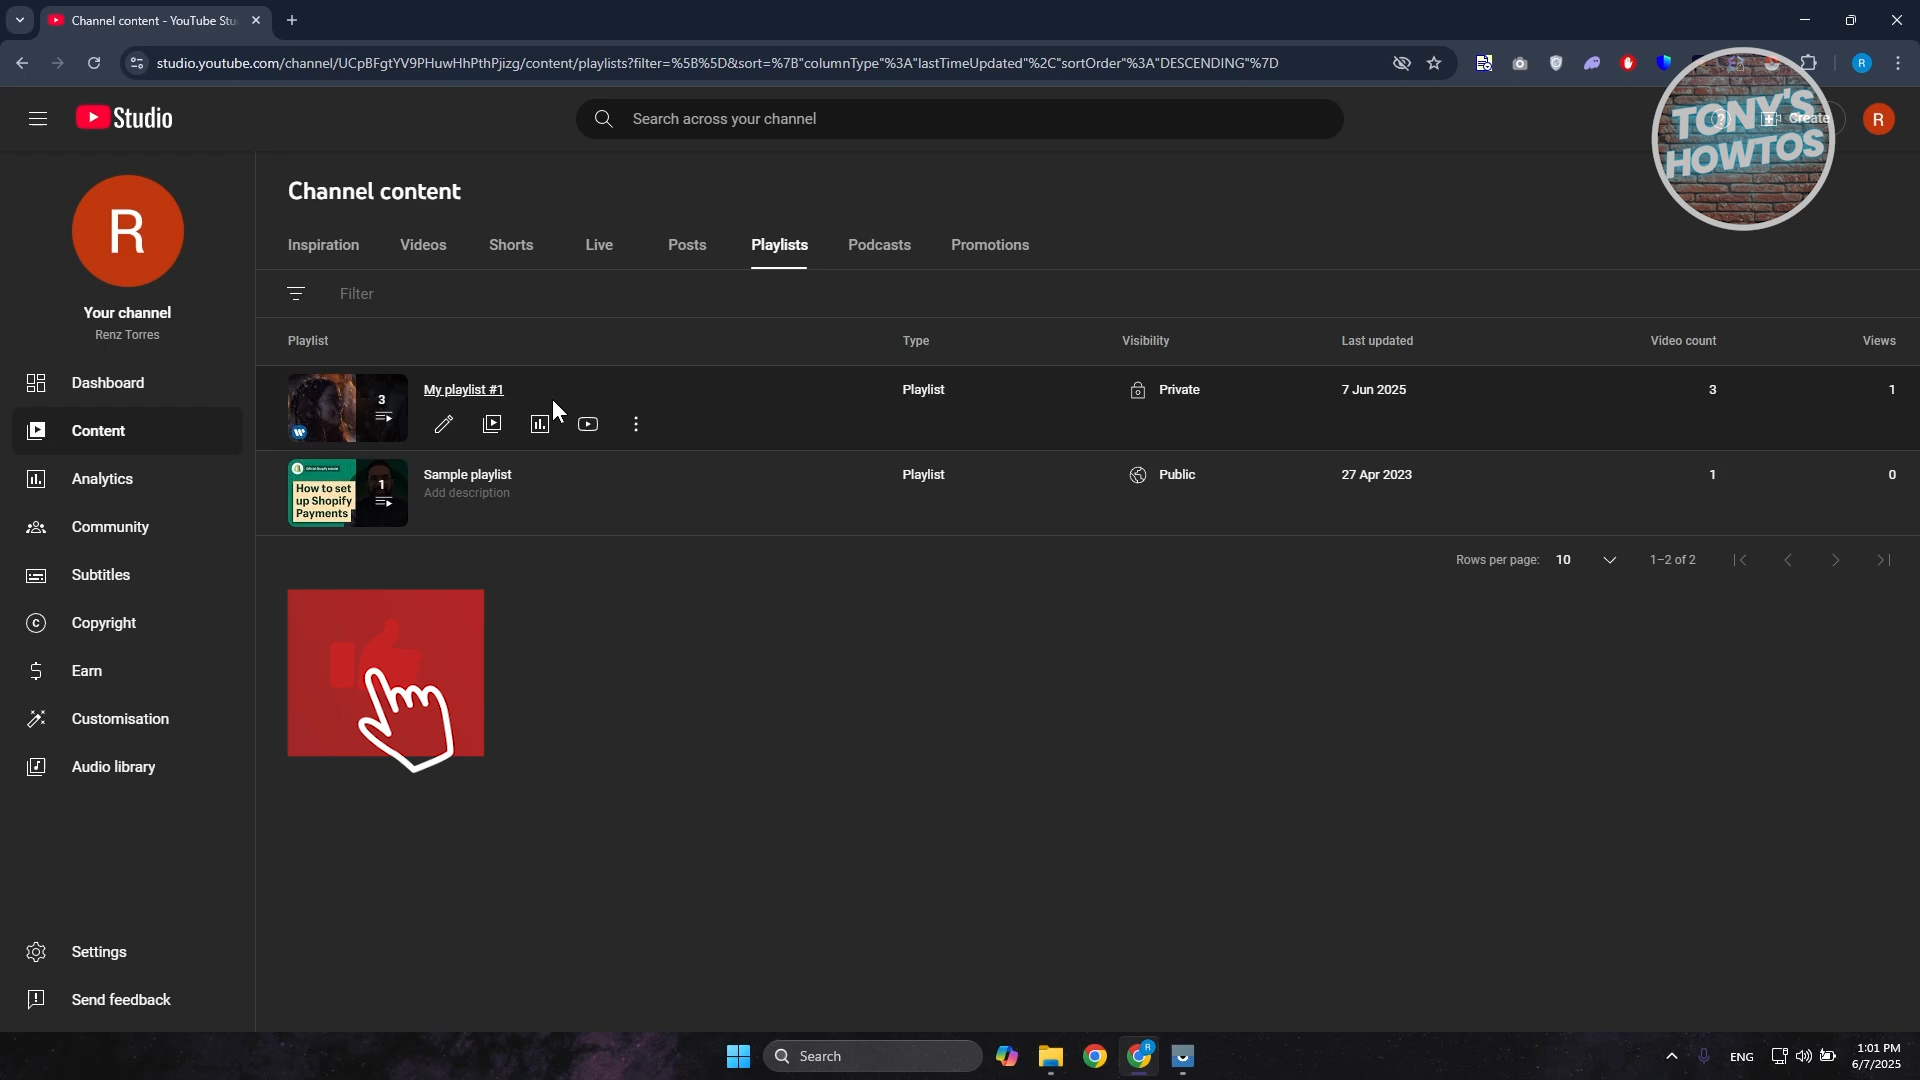 Channel content - YouTube Stu
studio.youtube.com/channel/UCpBFgtYV9PHuwHhPthPjizg/content/playlists?filter=%5B%5D&sort=%7B"columnType"%3A"lastTimeUpdated"%2C"sortOrder"%3A"DESCENDING"%7D
R
Studio
Search across your channel
Create
R
TONY'S
HOWTOS
R
Your channel
Renz Torres
Dashboard
Content
Analytics
Community
Subtitles
Copyright
Earn
Customisation
Audio library
Settings
Send feedback
Channel content
Inspiration Videos Shorts Live Posts Playlists Podcasts Promotions
Filter
Playlist Type Visibility Last updated Video count Views
3 My playlist #1 Playlist Private 7 Jun 2025 3 1
How to set
up Shopify
Payments
1 Sample playlist Playlist Public 27 Apr 2023 1 0
Add description
Rows per page: 10 1–2 of 2
Search
R
ENG
1:01 PM
6/7/2025